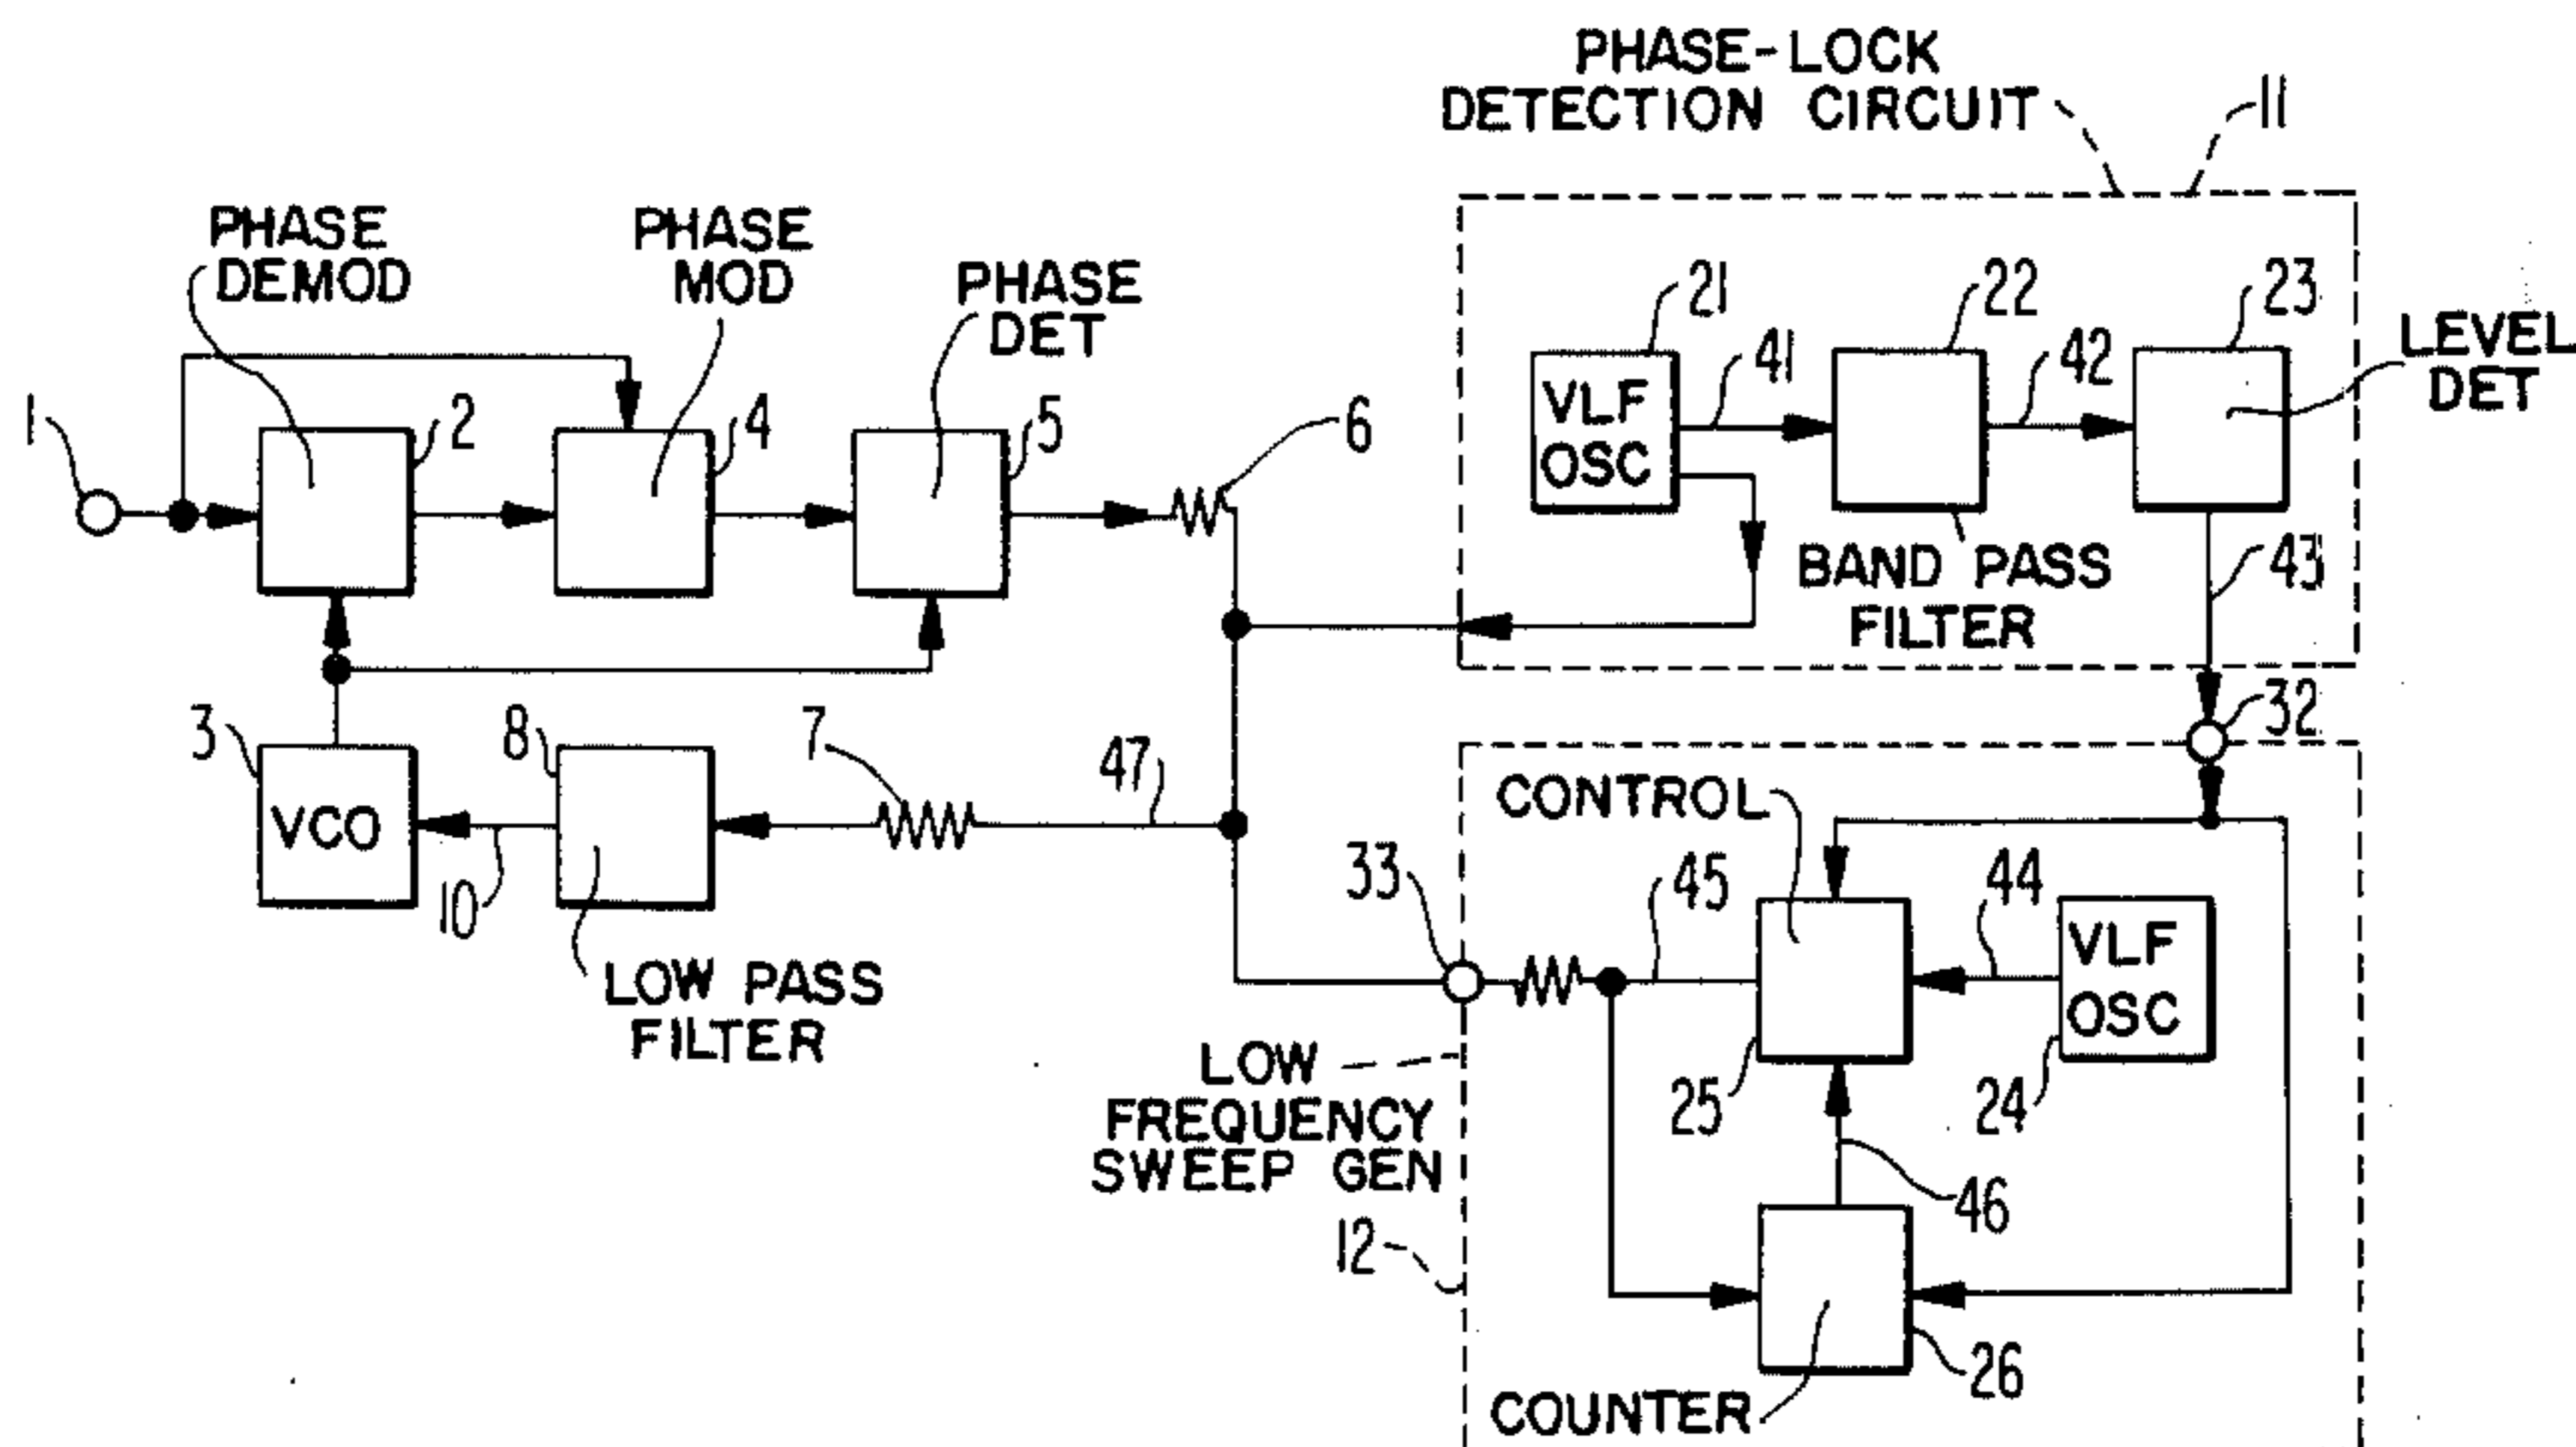 PHASE-LOCK
DETECTION CIRCUIT
11
PHASE
DEMOD
PHASE
MOD
PHASE
DET
1
2
4
5
6
21
VLF
OSC
41
22
42
23
LEVEL
DET
BAND PASS
FILTER
43
32
3
VCO
10
8
LOW PASS
FILTER
7
47
33
CONTROL
45
25
44
VLF
OSC
24
LOW
FREQUENCY
SWEEP GEN
12
46
26
COUNTER